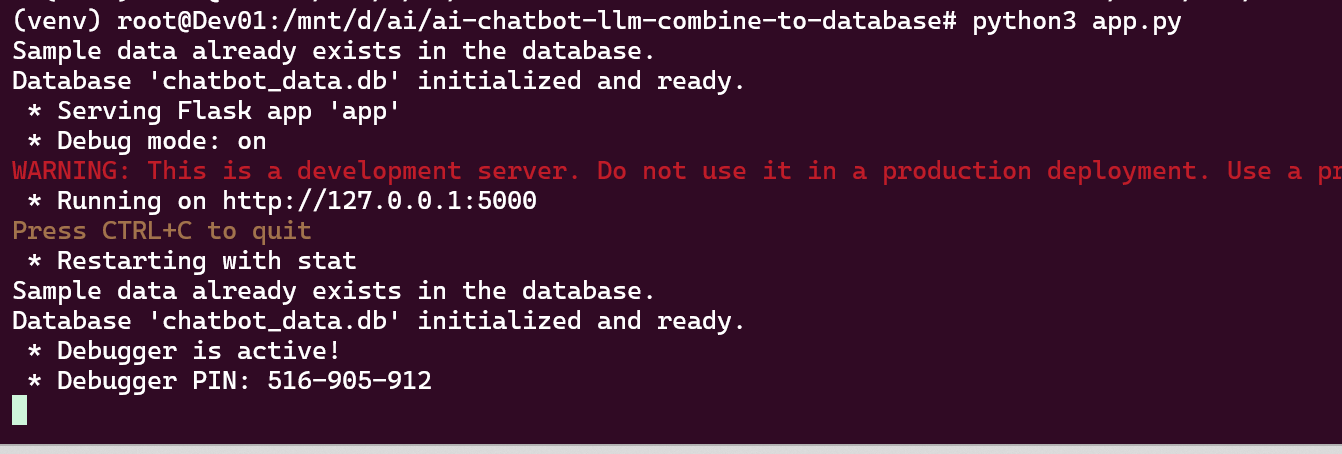 (venv) root@Dev01:/mnt/d/ai/ai-chatbot-llm-combine-to-database# python3 app.py
Sample data already exists in the database.
Database 'chatbot_data.db' initialized and ready.
* Serving Flask app 'app'
* Debug mode: on
WARNING: This is a development server. Do not use it in a production deployment. Use a pr
* Running on http://127.0.0.1:5000
Press CTRL+C to quit
* Restarting with stat
Sample data already exists in the database.
Database 'chatbot_data.db' initialized and ready.
* Debugger is active!
* Debugger PIN: 516-905-912